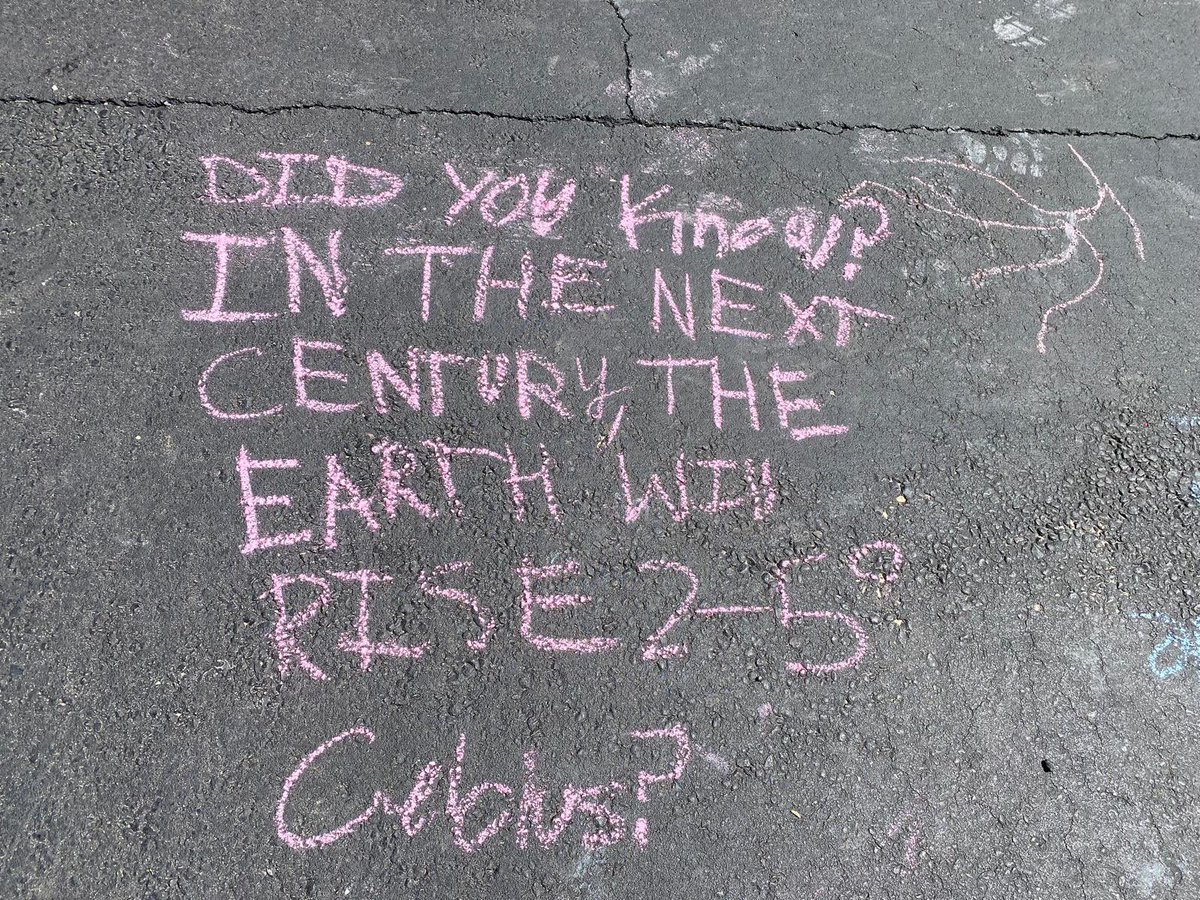 DID YOU Know?
IN THE NEXT
CENTURY, THE
EARTH WILL
RISE 2-5°
Celcius?